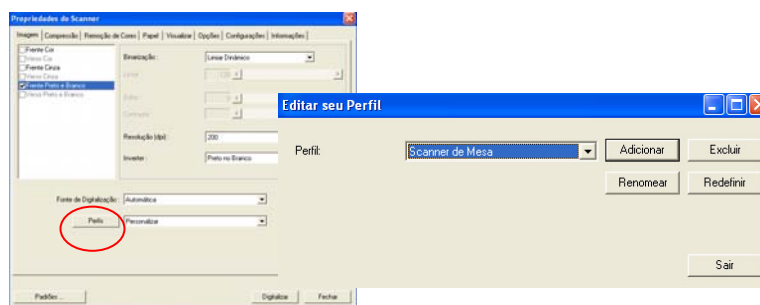 Propriedades do Scanner
Imagem Compressão Remoção de Cores Papel Visualizar Opções Configurações Informações
Frente Cor
Verso Cor
Frente Cinza
Verso Cinza
Frente Preto e Branco
Verso Preto e Branco
Binarização:
Limiar Dinâmico
Limiar
Brilho
Contraste
Resolução (dpi):
200
Inverter:
Preto no Branco
Fonte de Digitalização:
Automática
Perfis
Personalizar
Padrões ...
Digitalizar
Fechar
Editar seu Perfil
Perfil:
Scanner de Mesa
Adicionar
Excluir
Renomear
Redefinir
Sair